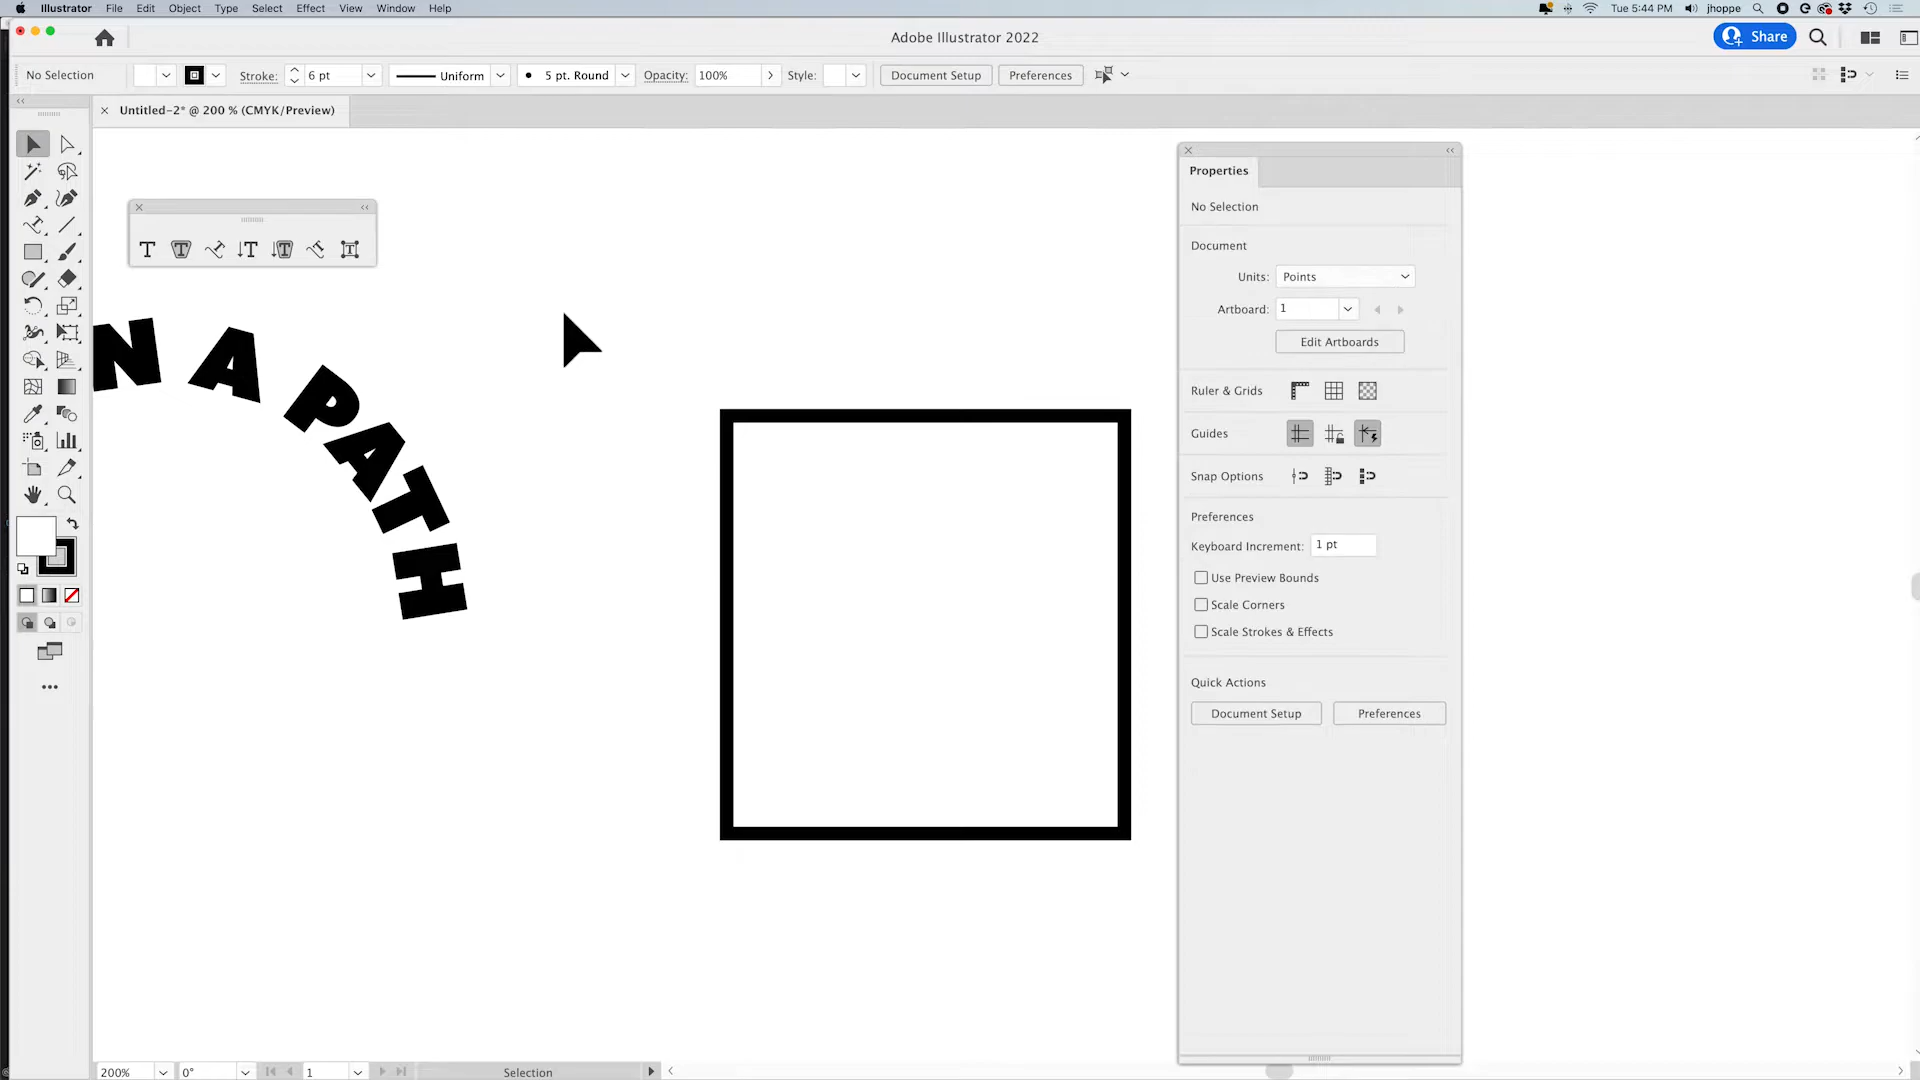 Illustrator File Edit Object Type Select Effect View Window Help
Tue 5:44 PM jhoppe
Adobe Illustrator 2022
Share
No Selection Stroke: 6 pt Uniform 5 pt. Round Opacity: 100% Style: Document Setup Preferences
Untitled-2* @ 200 % (CMYK/Preview)
N A PATH
Properties
No Selection
Document
Units: Points
Artboard: 1
Edit Artboards
Ruler & Grids
Guides
Snap Options
Preferences
Keyboard Increment: 1 pt
Use Preview Bounds
Scale Corners
Scale Strokes & Effects
Quick Actions
Document Setup Preferences
200% 0° 1 Selection